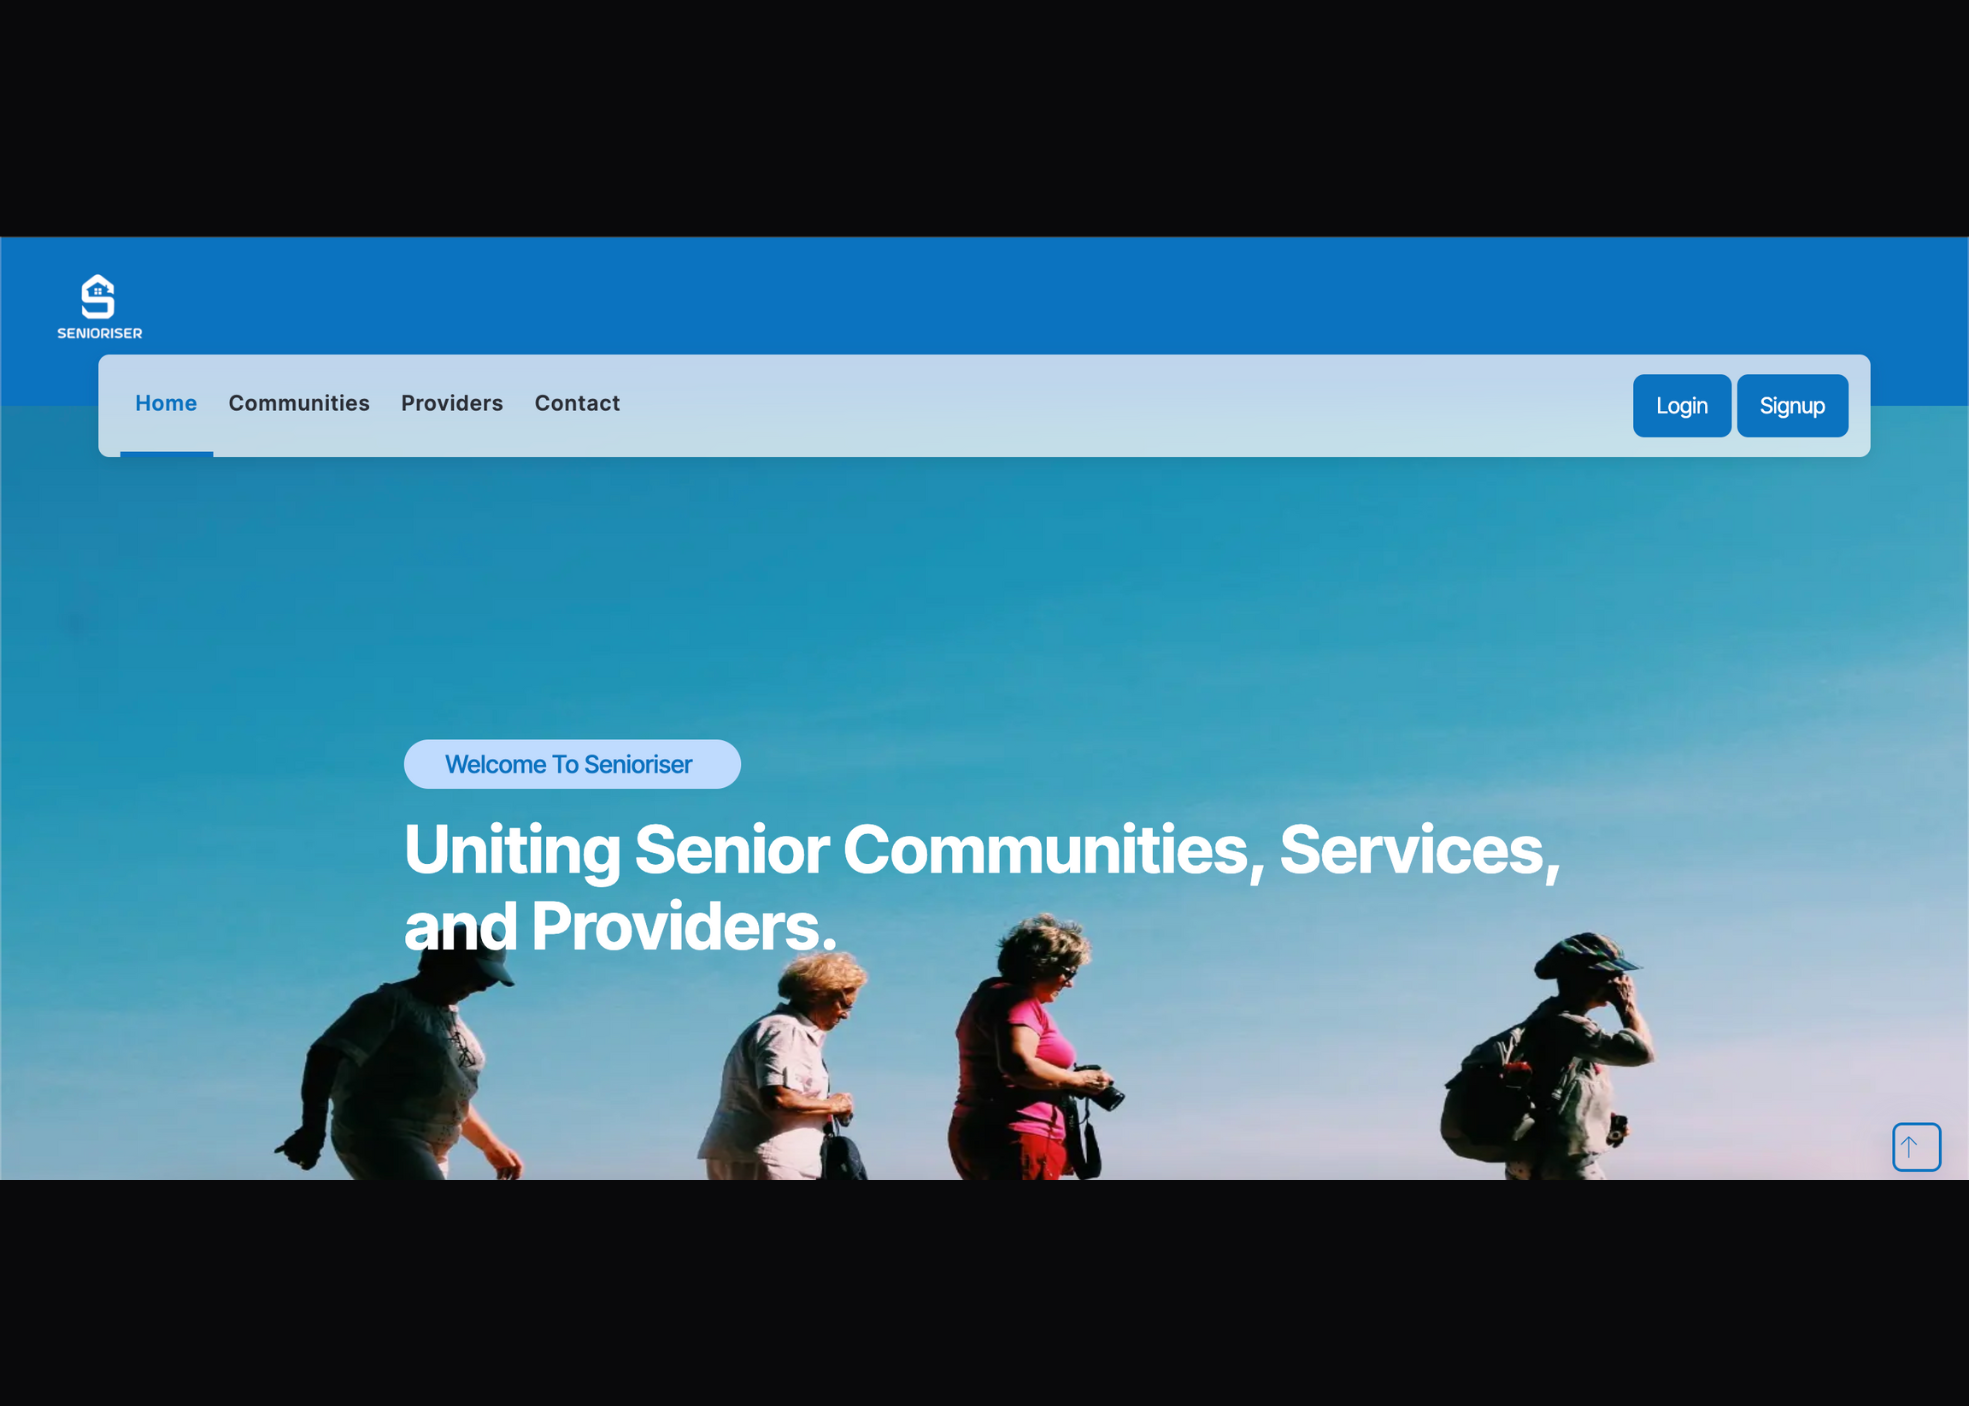 SENIORISER
Home Communities Providers Contact Login Signup
Welcome To Senioriser
Uniting Senior Communities, Services,
and Providers.